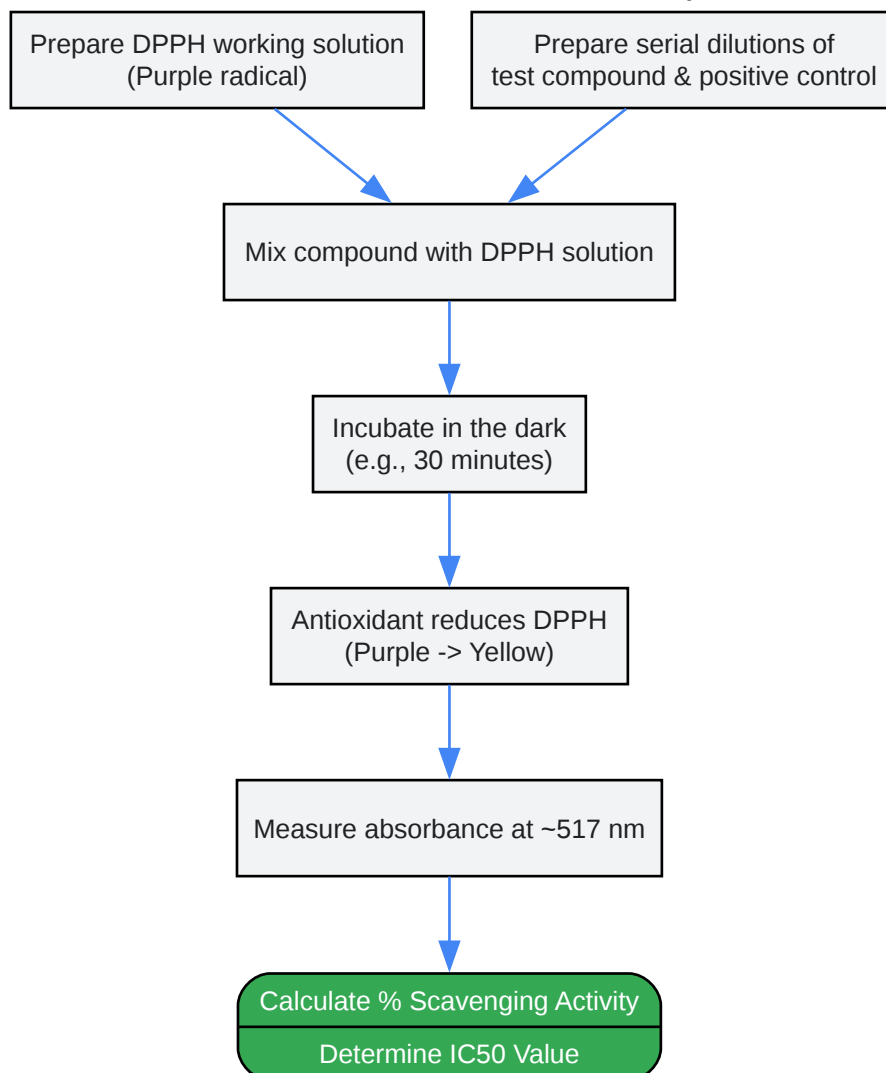 Prepare DPPH working solution
(Purple radical)
Prepare serial dilutions of
test compound & positive control
Mix compound with DPPH solution
Incubate in the dark
(e.g., 30 minutes)
Antioxidant reduces DPPH
(Purple -> Yellow)
Measure absorbance at ~517 nm
Calculate % Scavenging Activity
Determine IC50 Value